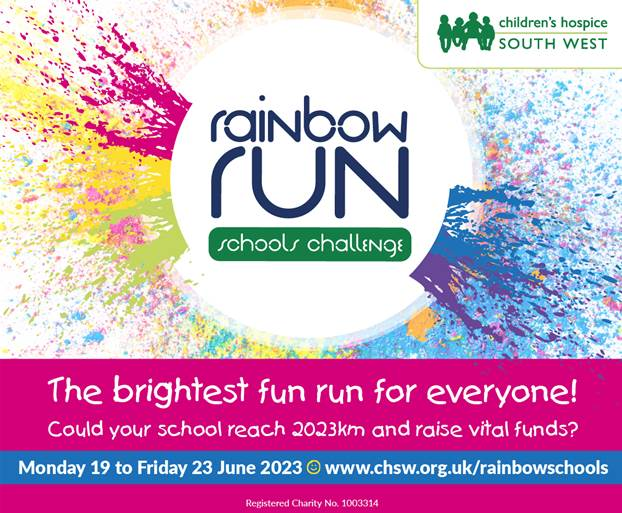 children's hospice
SOUTH WEST
rainbow
run
schools challenge
The brightest fun run for everyone!
Could your school reach 2023km and raise vital funds?
Monday 19 to Friday 23 June 2023 ☺ www.chsw.org.uk/rainbowschools
Registered Charity No. 1003314